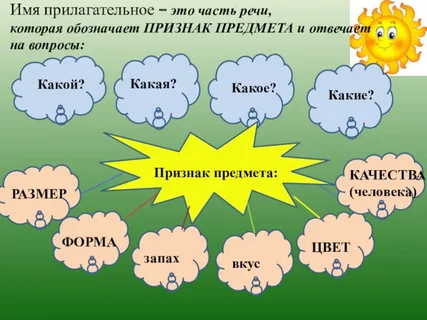 Имя прилагательное – это часть речи,
которая обозначает ПРИЗНАК ПРЕДМЕТА и отвечает
на вопросы:
Какой?
Какая?
Какое?
Какие?
Признак предмета:
РАЗМЕР
ФОРМА
запах
вкус
ЦВЕТ
КАЧЕСТВА
(человека)